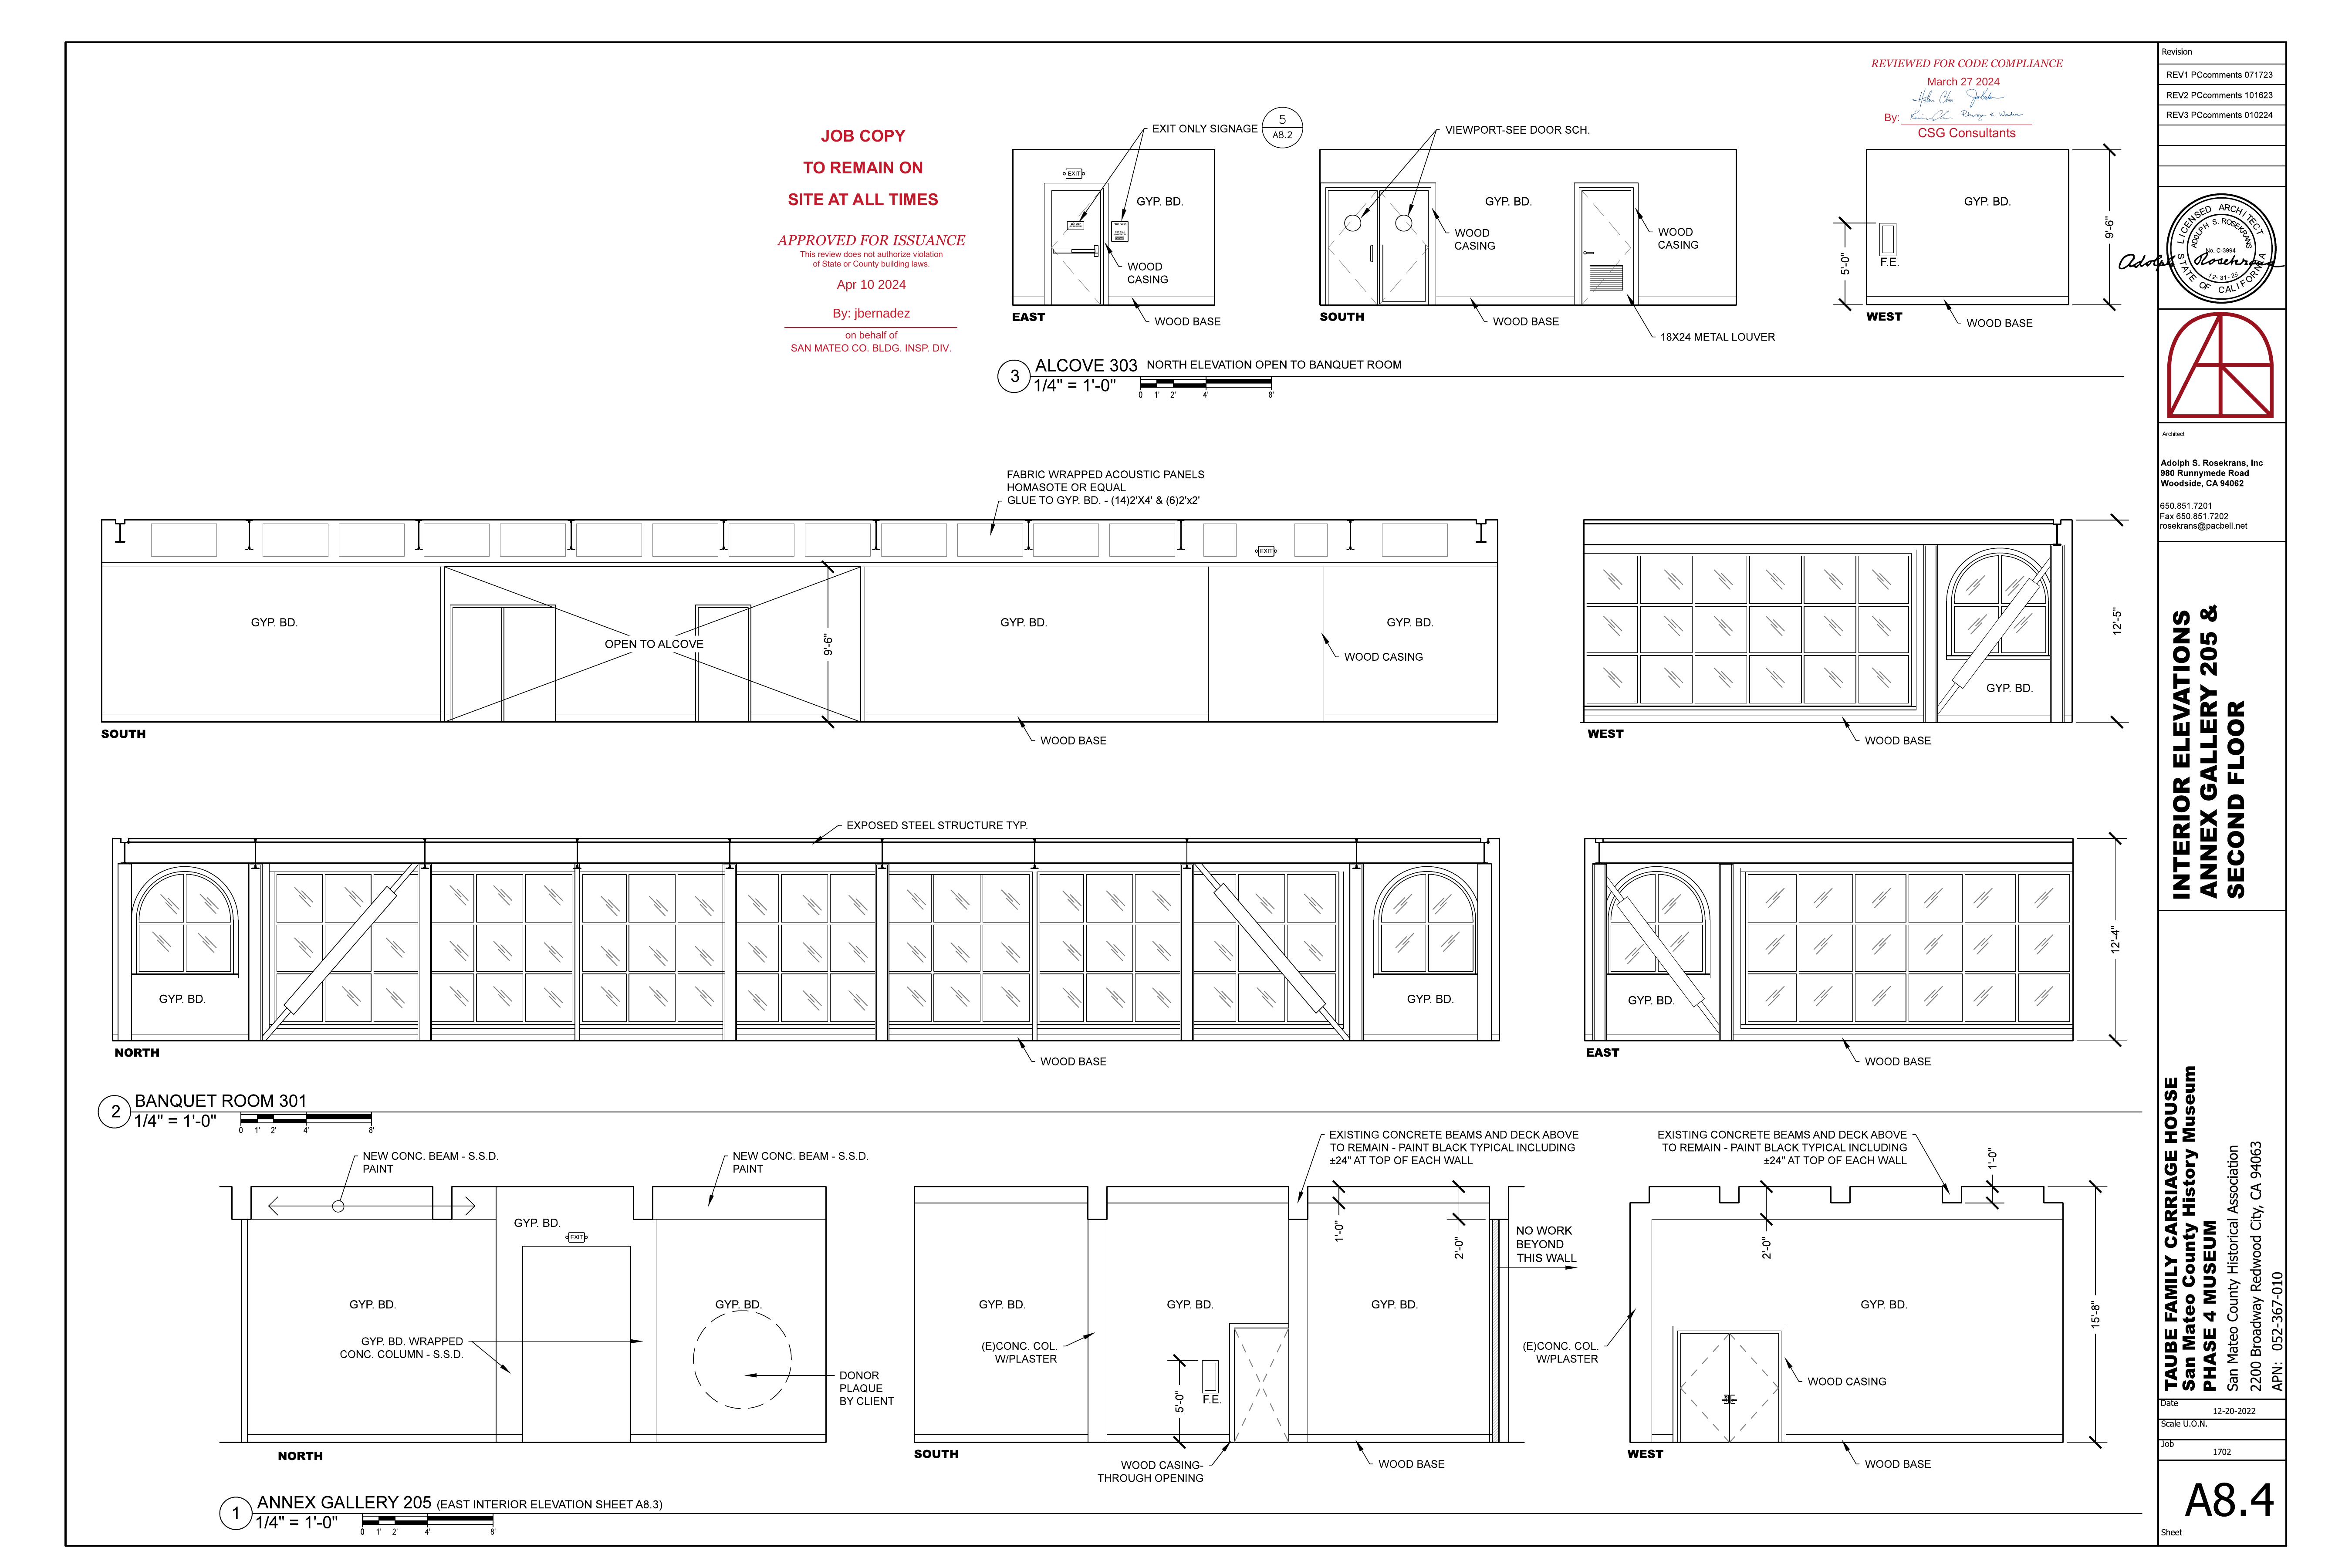 REVIEWED FOR CODE COMPLIANCE
March 27 2024
By:
CSG Consultants
JOB COPY
TO REMAIN ON
SITE AT ALL TIMES
APPROVED FOR ISSUANCE
This review does not authorize violation
of State or County building laws.
Apr 10 2024
By: jbernadez
on behalf of
SAN MATEO CO. BLDG. INSP. DIV.
EXIT ONLY SIGNAGE
5
A8.2
EXIT
GYP. BD.
WOOD
CASING
WOOD BASE
EAST
VIEWPORT-SEE DOOR SCH.
GYP. BD.
WOOD
CASING
WOOD
CASING
WOOD BASE
18X24 METAL LOUVER
SOUTH
GYP. BD.
5'-0"
F.E.
9'-6"
WOOD BASE
WEST
3
ALCOVE 303 NORTH ELEVATION OPEN TO BANQUET ROOM
1/4" = 1'-0"
0 1' 2' 4' 8'
FABRIC WRAPPED ACOUSTIC PANELS
HOMASOTE OR EQUAL
GLUE TO GYP. BD. - (14)2'X4' & (6)2'x2'
EXIT
GYP. BD.
OPEN TO ALCOVE
9'-6"
GYP. BD.
GYP. BD.
WOOD CASING
WOOD BASE
SOUTH
GYP. BD.
12'-5"
WOOD BASE
WEST
EXPOSED STEEL STRUCTURE TYP.
GYP. BD.
GYP. BD.
WOOD BASE
NORTH
GYP. BD.
12'-4"
WOOD BASE
EAST
2
BANQUET ROOM 301
1/4" = 1'-0"
0 1' 2' 4' 8'
NEW CONC. BEAM - S.S.D.
PAINT
NEW CONC. BEAM - S.S.D.
PAINT
GYP. BD.
EXIT
GYP. BD.
GYP. BD.
GYP. BD. WRAPPED
CONC. COLUMN - S.S.D.
DONOR
PLAQUE
BY CLIENT
NORTH
EXISTING CONCRETE BEAMS AND DECK ABOVE
TO REMAIN - PAINT BLACK TYPICAL INCLUDING
±24" AT TOP OF EACH WALL
1'-0"
2'-0"
NO WORK
BEYOND
THIS WALL
GYP. BD.
GYP. BD.
GYP. BD.
(E)CONC. COL.
W/PLASTER
5'-0"
F.E.
WOOD CASING-
THROUGH OPENING
WOOD BASE
SOUTH
EXISTING CONCRETE BEAMS AND DECK ABOVE
TO REMAIN - PAINT BLACK TYPICAL INCLUDING
±24" AT TOP OF EACH WALL
1'-0"
2'-0"
GYP. BD.
15'-8"
(E)CONC. COL.
W/PLASTER
WOOD CASING
WOOD BASE
WEST
1
ANNEX GALLERY 205 (EAST INTERIOR ELEVATION SHEET A8.3)
1/4" = 1'-0"
0 1' 2' 4' 8'
Revision
REV1 PCcomments 071723
REV2 PCcomments 101623
REV3 PCcomments 010224
LICENSED ARCHITECT
ADOLPH S. ROSEKRANS
No. C-3994
12-31-25
STATE OF CALIFORNIA
Adolph Rosekrans
Architect
Adolph S. Rosekrans, Inc
980 Runnymede Road
Woodside, CA 94062
650.851.7201
Fax 650.851.7202
rosekrans@pacbell.net
INTERIOR ELEVATIONS
ANNEX GALLERY 205 &
SECOND FLOOR
TAUBE FAMILY CARRIAGE HOUSE
San Mateo County History Museum
PHASE 4 MUSEUM
San Mateo County Historical Association
2200 Broadway Redwood City, CA 94063
APN: 052-367-010
Date
12-20-2022
Scale U.O.N.
Job
1702
A8.4
Sheet